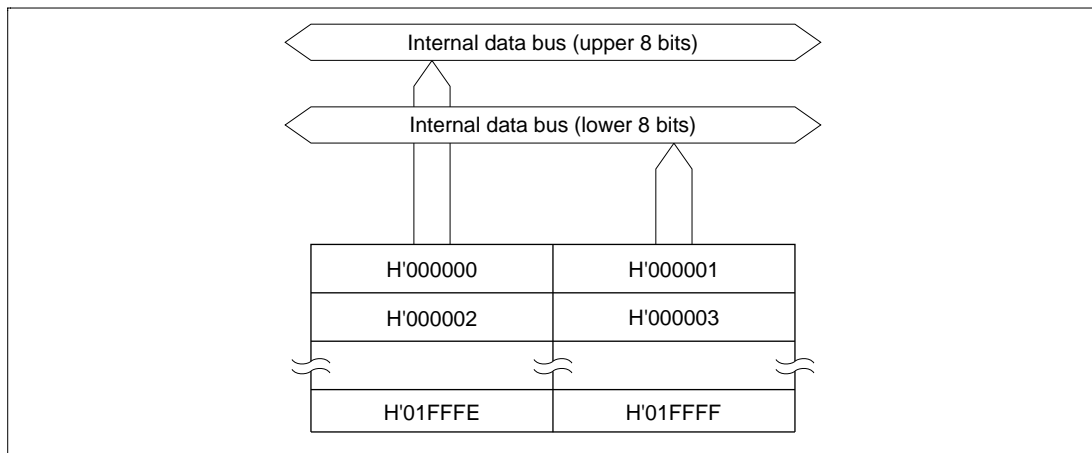 Internal data bus (upper 8 bits)
Internal data bus (lower 8 bits)
H'000000 H'000001
H'000002 H'000003
H'01FFFE H'01FFFF